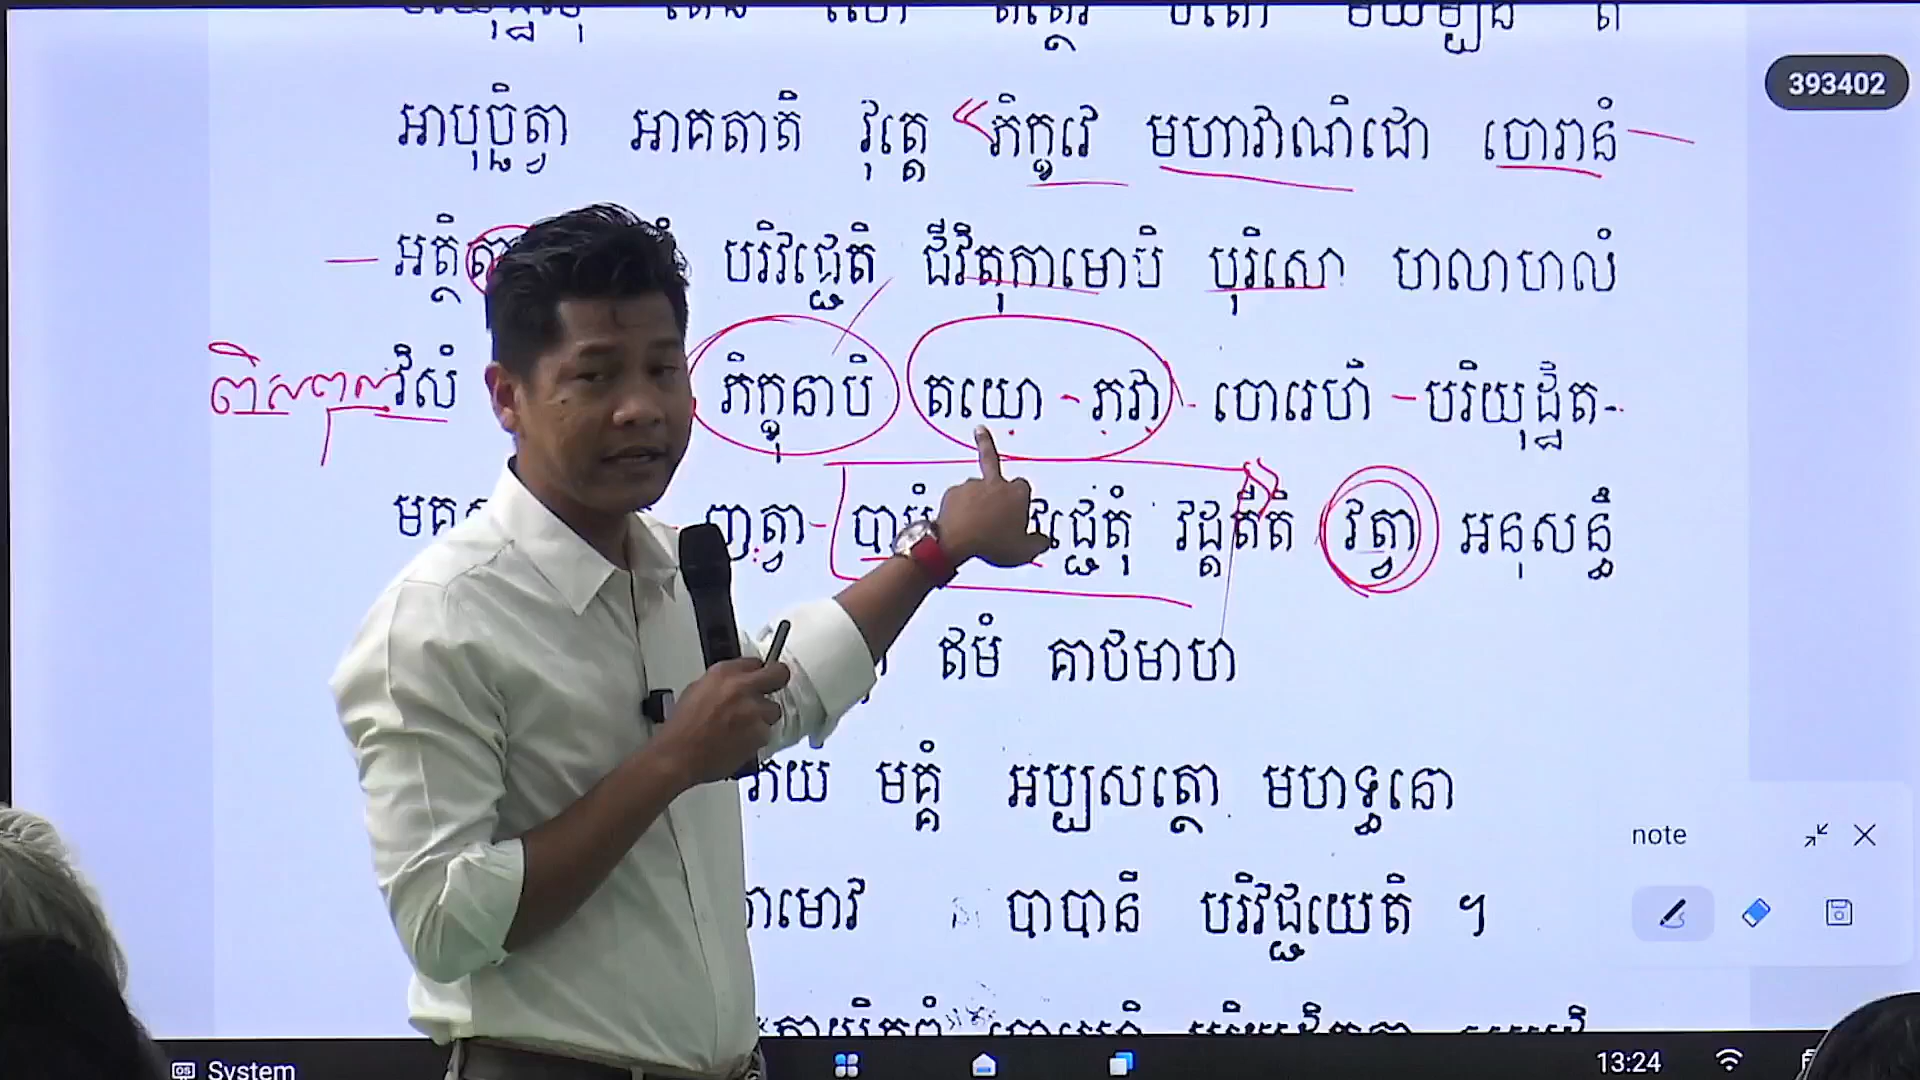 393402
អាបុច្ឆិត្វា អាគតាតិ វុត្តេ ភិក្ខវេ មហាវាណិជោ ចោរានំ
អត្ថិតា បរិវជ្ជេតិ ជីវិតុកាមោបិ បុរិសោ ហលាហលំ
ពិសពុល វិសំ ភិក្ខុនាបិ តយោ ភវា ចោរេហិ បរិយុដ្ឋិត
ញត្វា វជ្ជេតុំ វដ្ដតីតិ វត្វា អនុសន្ធឹ
ឥមំ គាថមាហ
ភយំ មគ្គំ អប្បសត្ថោ មហទ្ធនោ
កាមោវ បាបានិ បរិវជ្ជយេតិ ។
note
System
13:24